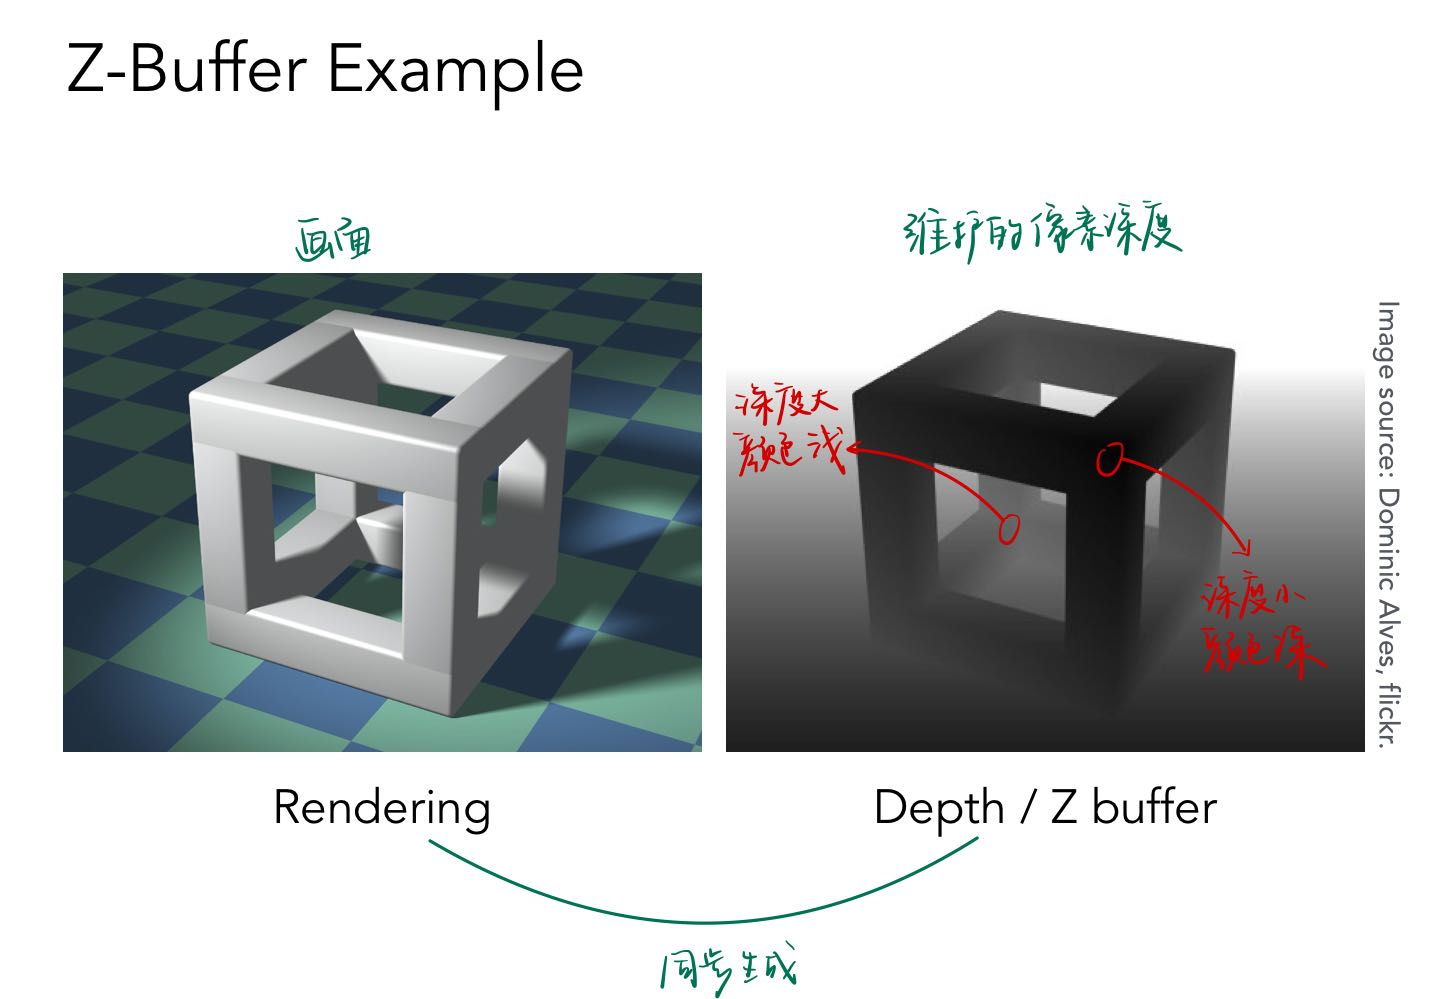 Z-Buffer Example
画面
维护的像素深度
深度大
颜色浅
深度小
颜色深
Image source: Dominic Alves, flickr.
Rendering
Depth / Z buffer
同步生成